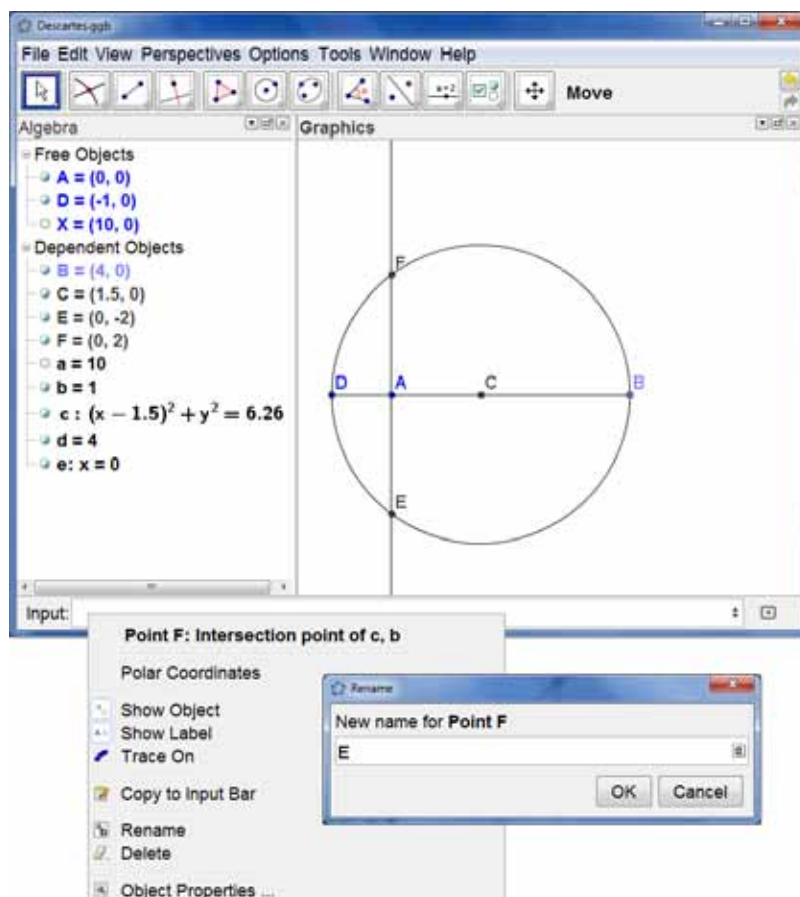 Descartes.ggb
File Edit View Perspectives Options Tools Window Help
Move
Algebra
Graphics
Free Objects
A = (0, 0)
D = (-1, 0)
X = (10, 0)
Dependent Objects
B = (4, 0)
C = (1.5, 0)
E = (0, -2)
F = (0, 2)
a = 10
b = 1
c : (x − 1.5)² + y² = 6.26
d = 4
e: x = 0
F
D
A
C
B
E
Input:
Point F: Intersection point of c, b
Polar Coordinates
Show Object
Show Label
Trace On
Copy to Input Bar
Rename
Delete
Object Properties ...
Rename
New name for Point F
E
OK
Cancel